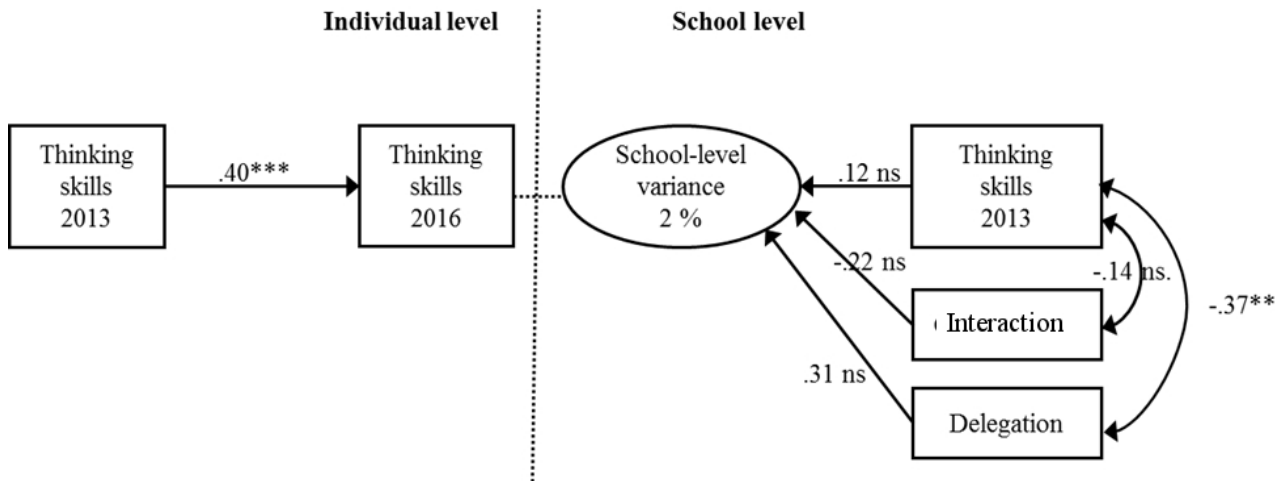 Individual level
School level
Thinking
skills
2013
.40***
Thinking
skills
2016
School-level
variance
2 %
.12 ns
Thinking
skills
2013
-.22 ns
-.14 ns.
-.37**
Interaction
.31 ns
Delegation